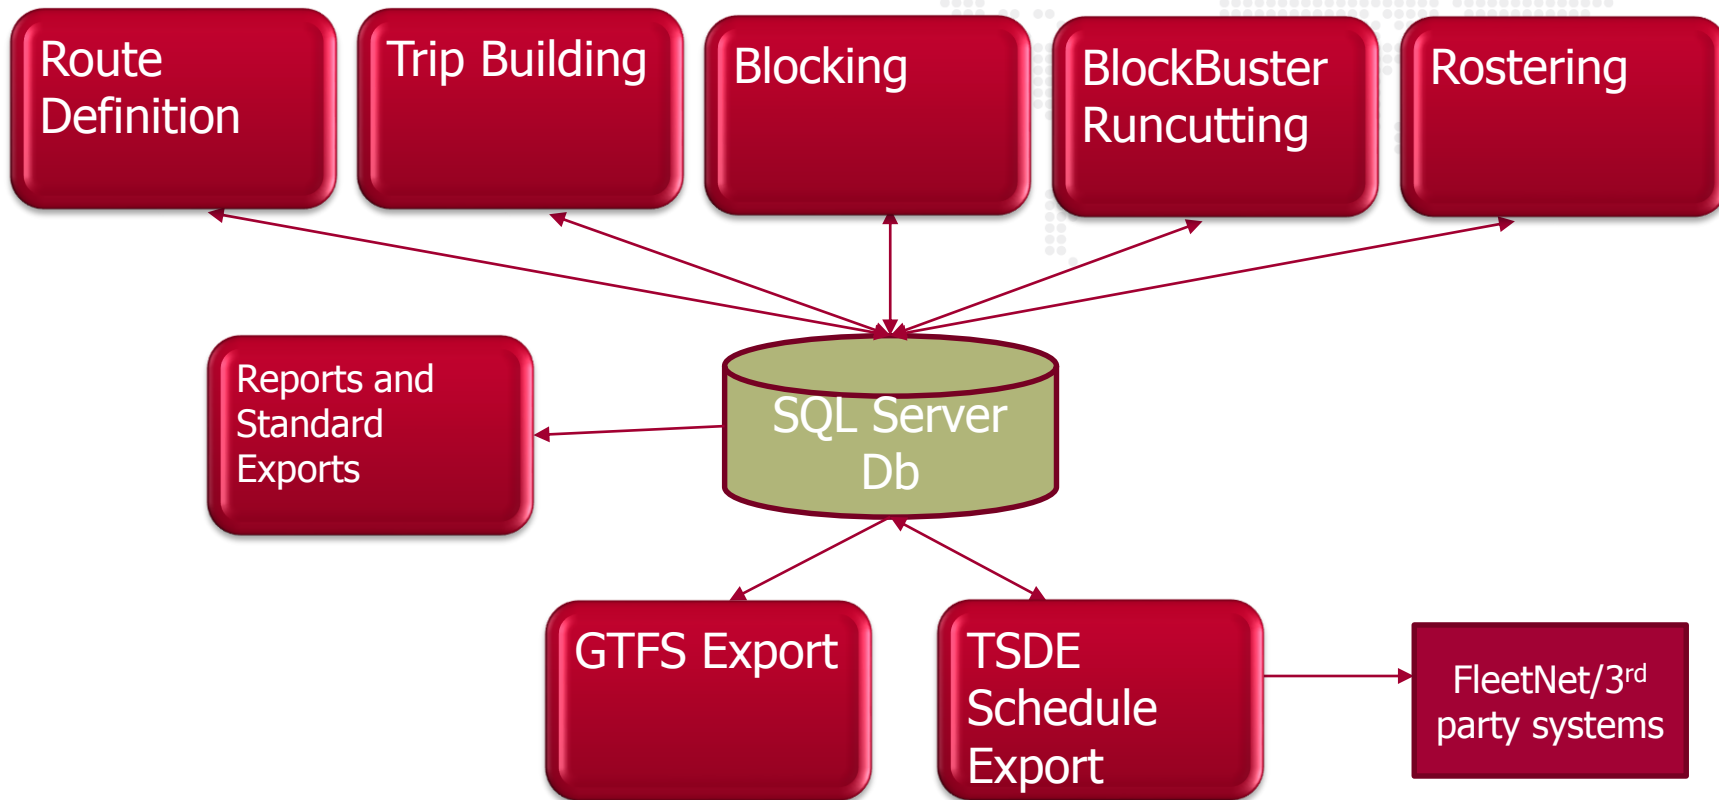 Route
Definition
Trip Building
Blocking
BlockBuster
Runcutting
Rostering
Reports and
Standard
Exports
SQL Server
Db
GTFS Export
TSDE
Schedule
Export
FleetNet/3rd
party systems